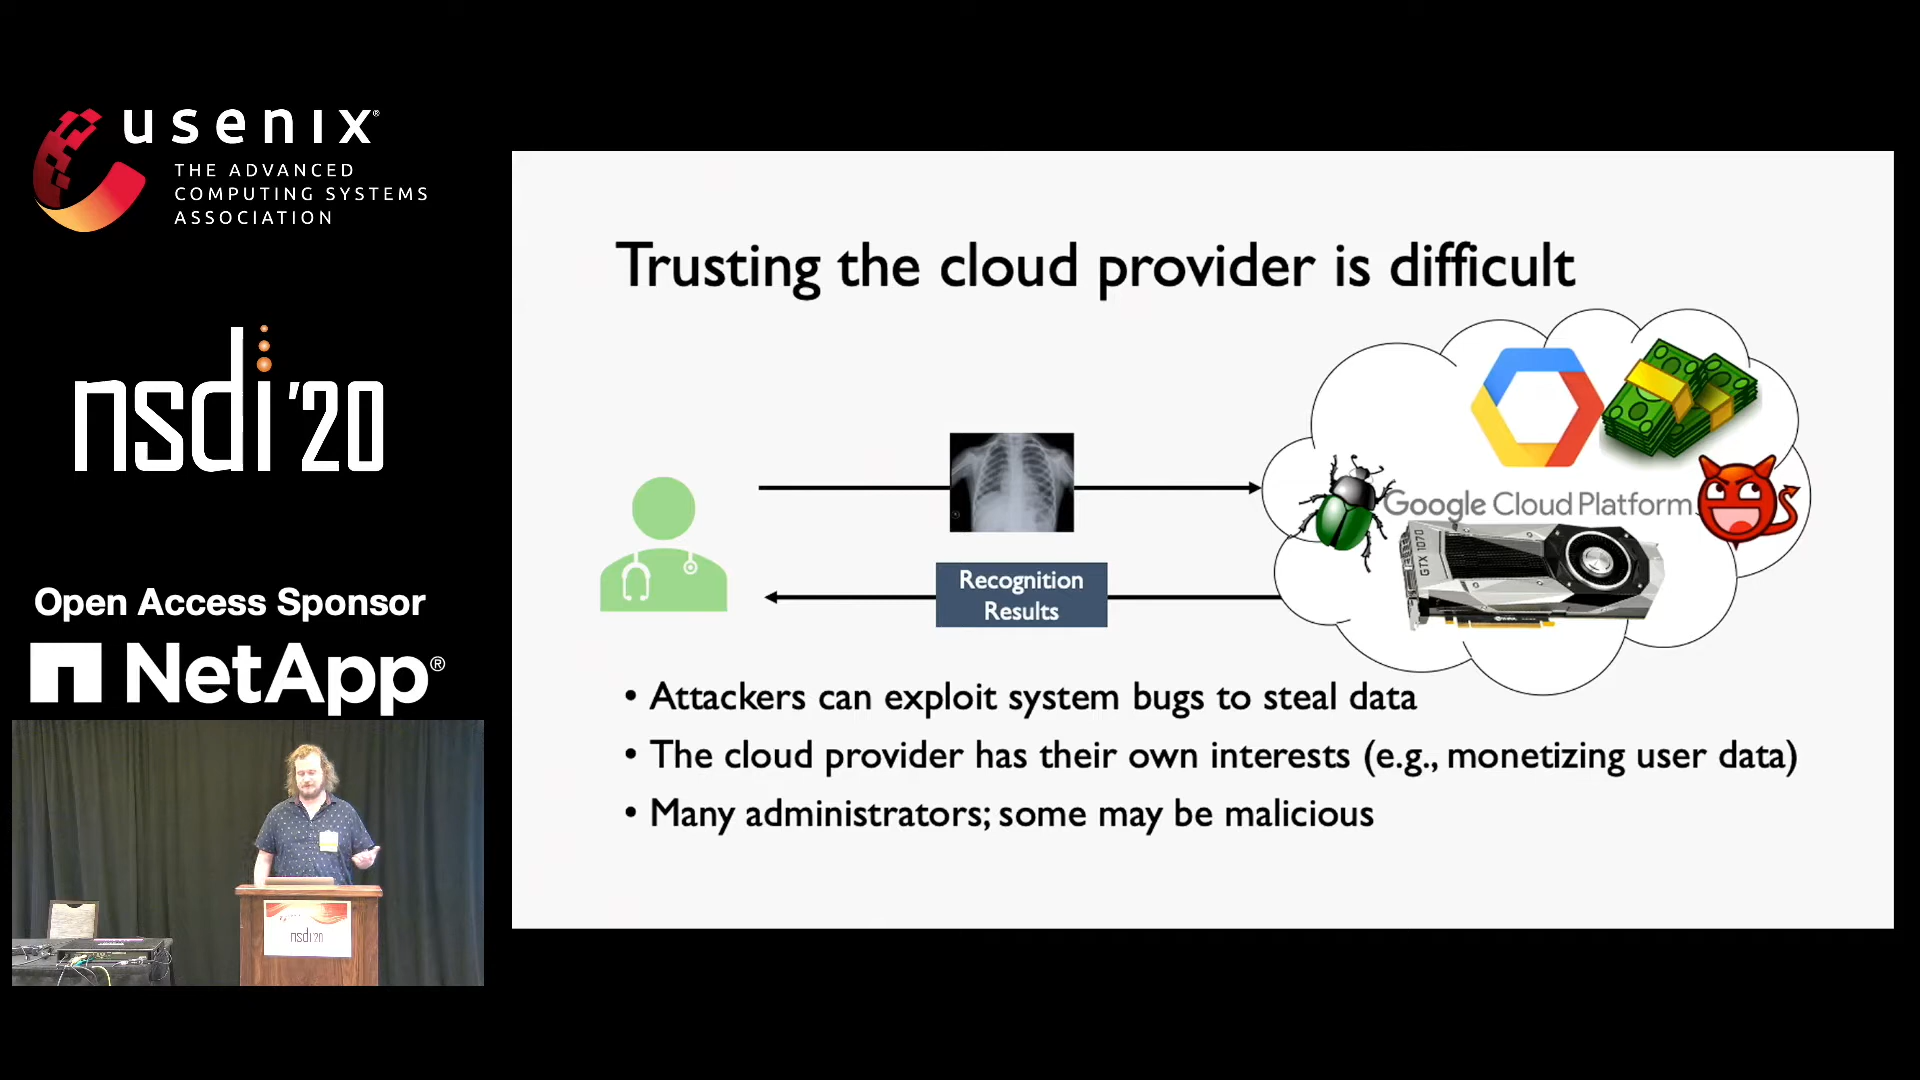 usenix®
THE ADVANCED
COMPUTING SYSTEMS
ASSOCIATION
nsdi '20
Open Access Sponsor
NetApp®
nsdi '20
Trusting the cloud provider is difficult
Google Cloud Platform
GTX 1070
Recognition
Results
• Attackers can exploit system bugs to steal data
• The cloud provider has their own interests (e.g., monetizing user data)
• Many administrators; some may be malicious